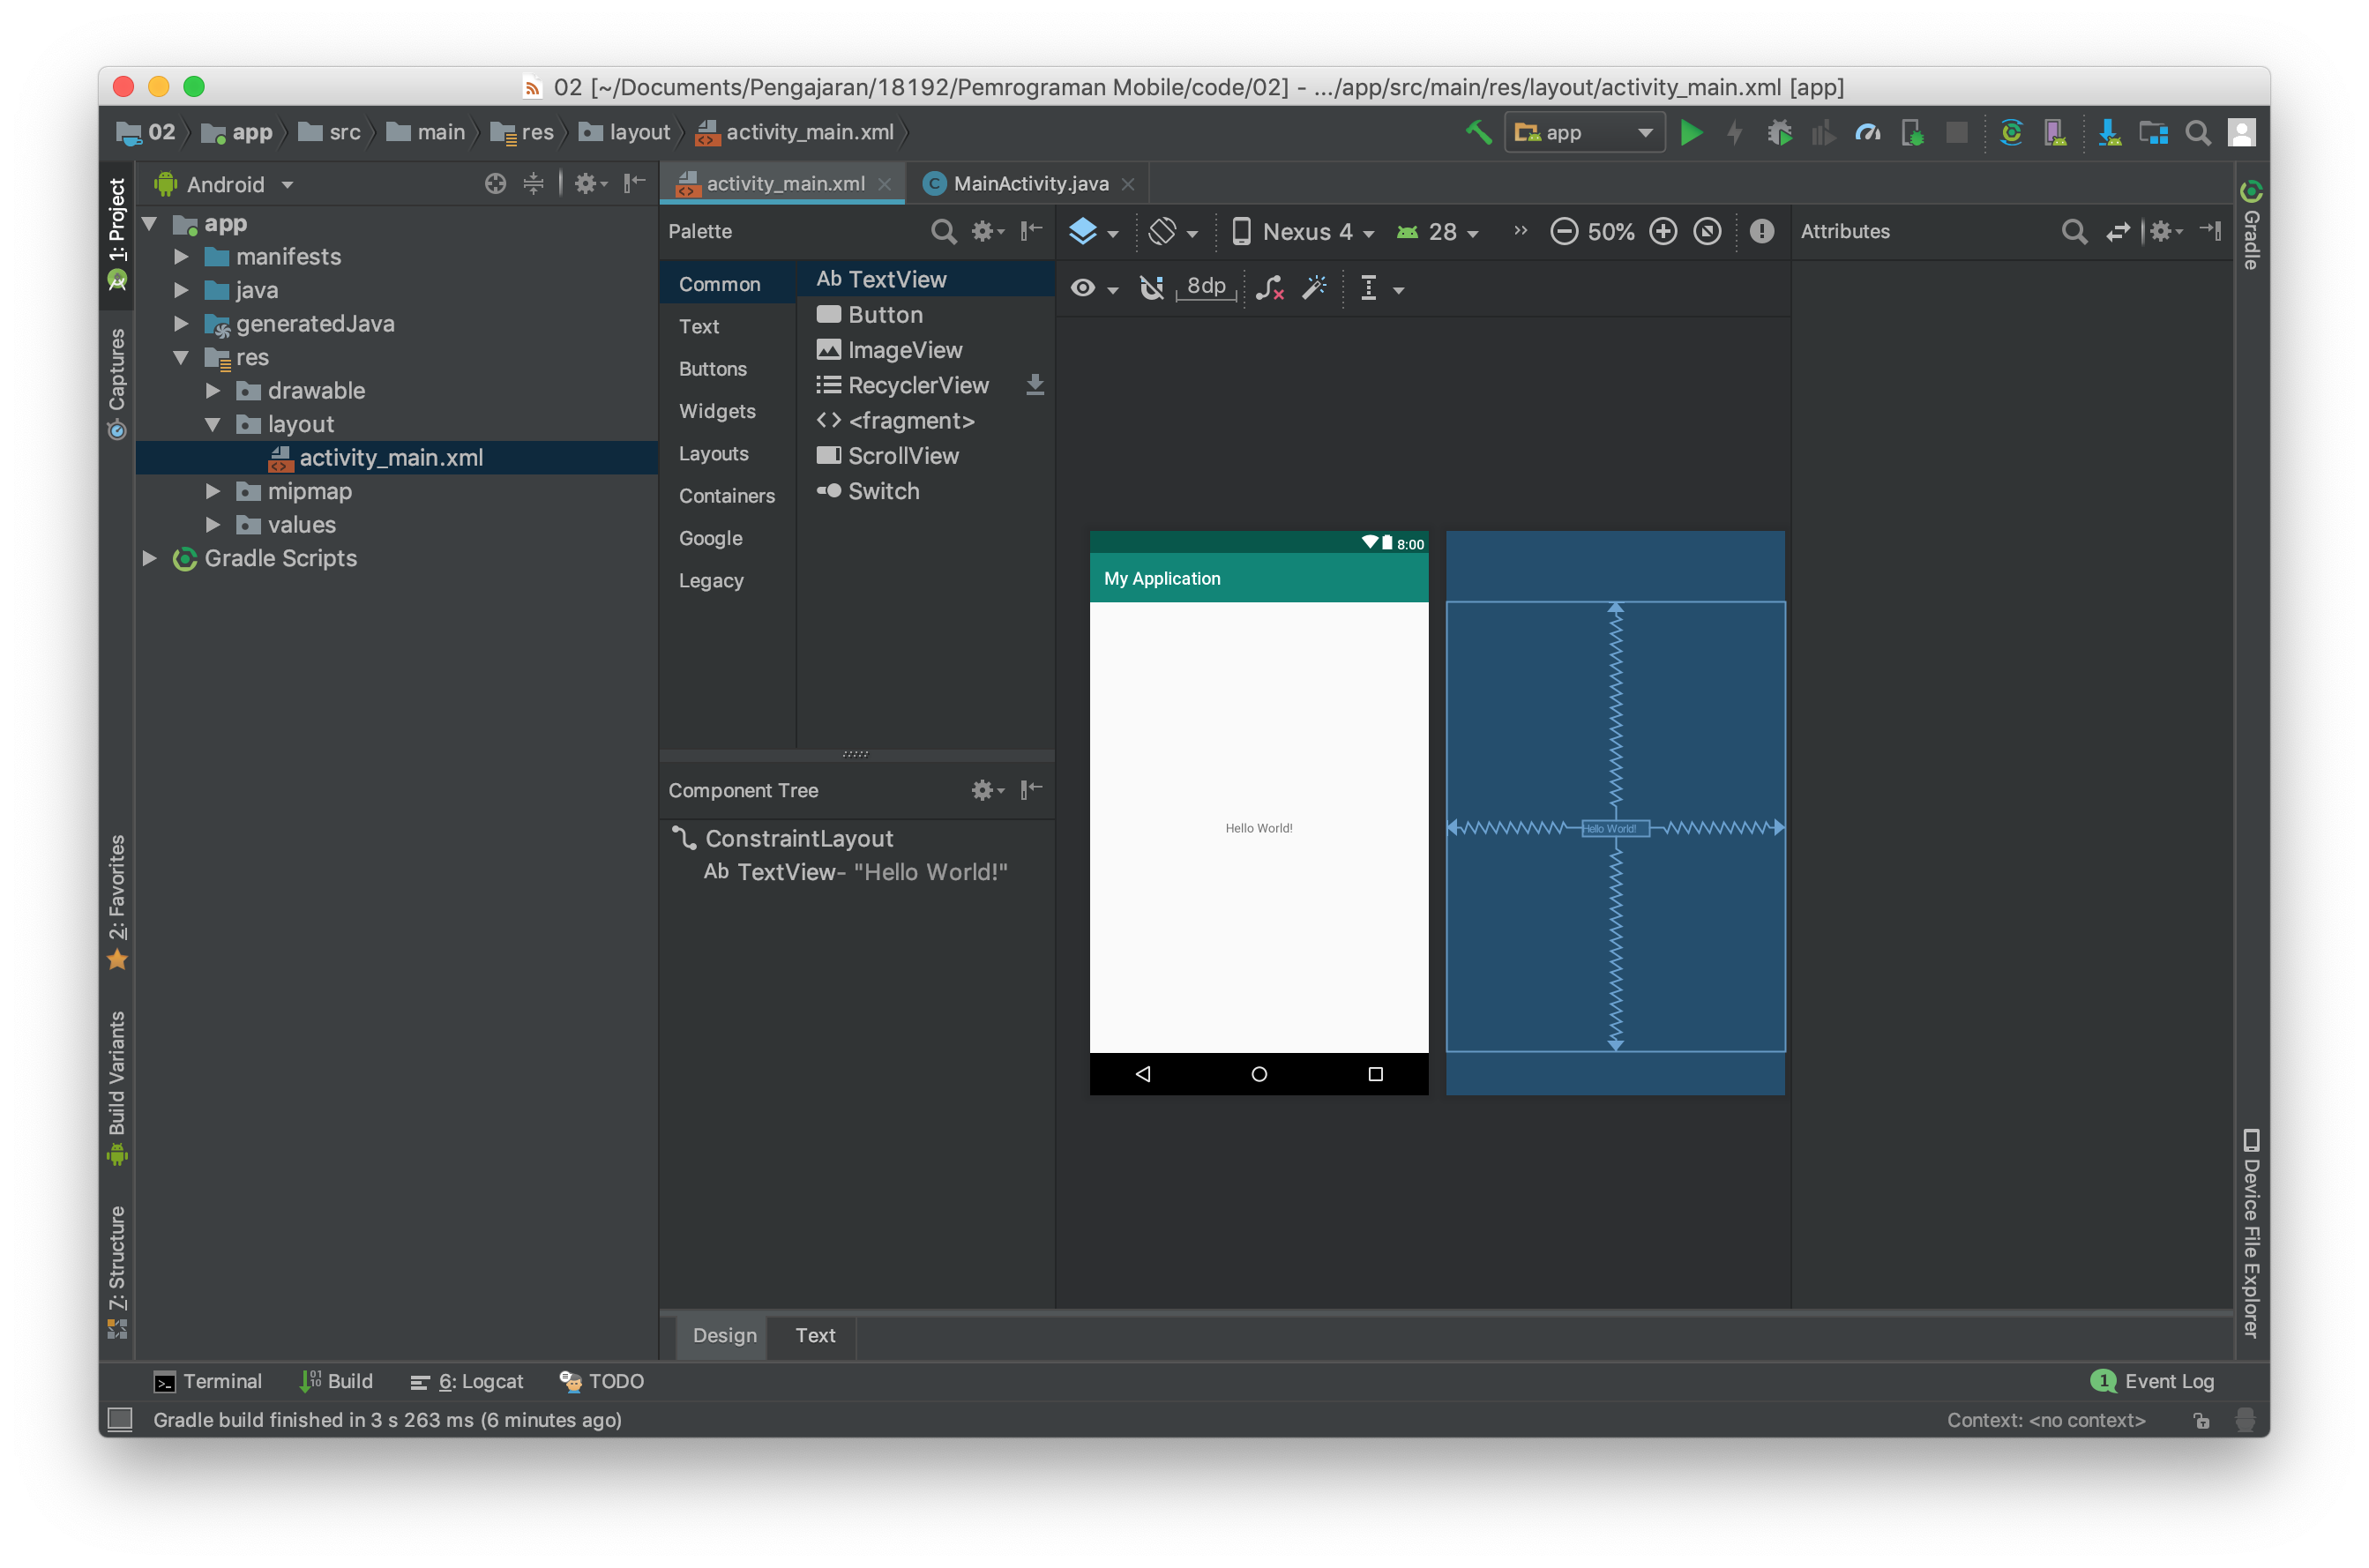 02 [~/Documents/Pengajaran/18192/Pemrograman Mobile/code/02] - .../app/src/main/res/layout/activity_main.xml [app]
02 app src main res layout activity_main.xml
app
1: Project
Captures
2: Favorites
Build Variants
7: Structure
Android
app
manifests
java
generatedJava
res
drawable
layout
activity_main.xml
mipmap
values
Gradle Scripts
activity_main.xml
MainActivity.java
Palette
Common
Text
Buttons
Widgets
Layouts
Containers
Google
Legacy
Ab TextView
Button
ImageView
RecyclerView
<> <fragment>
ScrollView
Switch
Component Tree
ConstraintLayout
Ab TextView- "Hello World!"
Nexus 4 28 » 50%
8dp
8:00
My Application
Hello World!
Hello World!
Attributes
Gradle
Device File Explorer
Design Text
Terminal Build 6: Logcat TODO
1 Event Log
Gradle build finished in 3 s 263 ms (6 minutes ago)
Context: <no context>